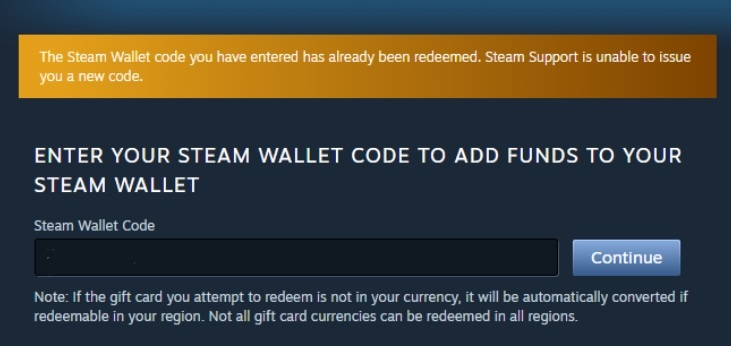 The Steam Wallet code you have entered has already been redeemed. Steam Support is unable to issue
you a new code.
ENTER YOUR STEAM WALLET CODE TO ADD FUNDS TO YOUR
STEAM WALLET
Steam Wallet Code
Continue
Note: If the gift card you attempt to redeem is not in your currency, it will be automatically converted if
redeemable in your region. Not all gift card currencies can be redeemed in all regions.